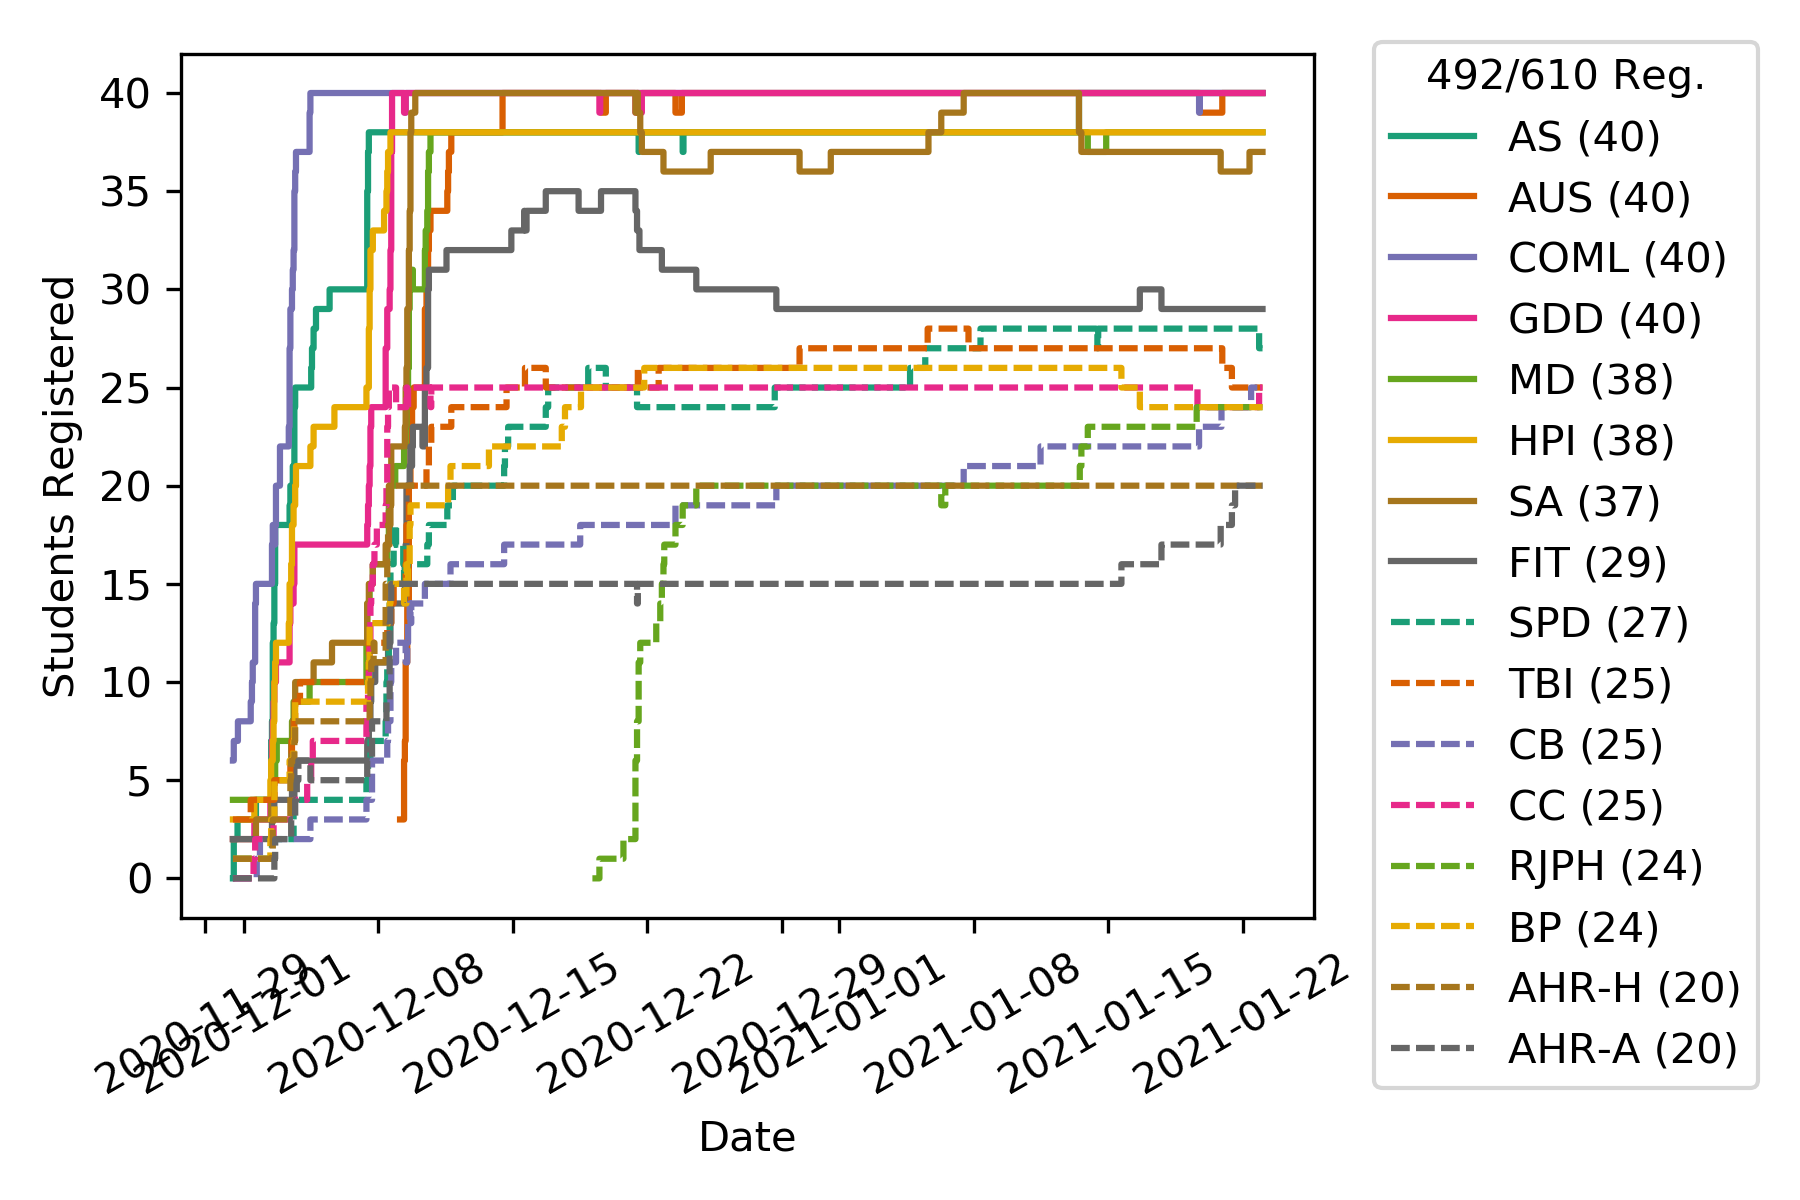 40
35
30
25
20
15
10
5
0
Students Registered
2020-11-29
2020-12-01
2020-12-08
2020-12-15
2020-12-22
2020-12-29
2021-01-01
2021-01-08
2021-01-15
2021-01-22
Date
492/610 Reg.
AS (40)
AUS (40)
COML (40)
GDD (40)
MD (38)
HPI (38)
SA (37)
FIT (29)
SPD (27)
TBI (25)
CB (25)
CC (25)
RJPH (24)
BP (24)
AHR-H (20)
AHR-A (20)